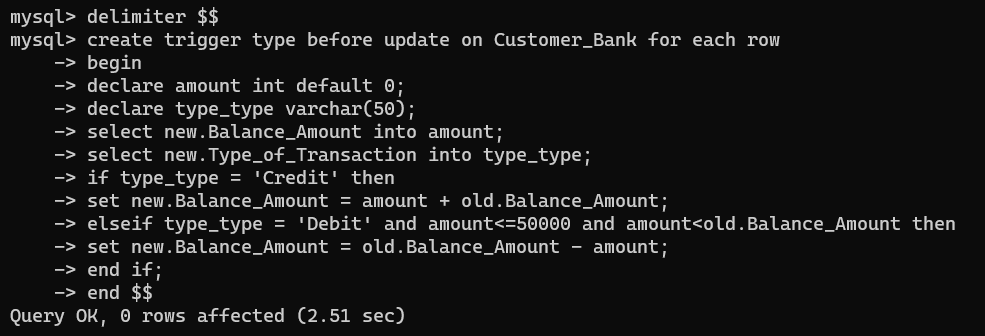 mysql> delimiter $$
mysql> create trigger type before update on Customer_Bank for each row
    -> begin
    -> declare amount int default 0;
    -> declare type_type varchar(50);
    -> select new.Balance_Amount into amount;
    -> select new.Type_of_Transaction into type_type;
    -> if type_type = 'Credit' then
    -> set new.Balance_Amount = amount + old.Balance_Amount;
    -> elseif type_type = 'Debit' and amount<=50000 and amount<old.Balance_Amount then
    -> set new.Balance_Amount = old.Balance_Amount - amount;
    -> end if;
    -> end $$
Query OK, 0 rows affected (2.51 sec)